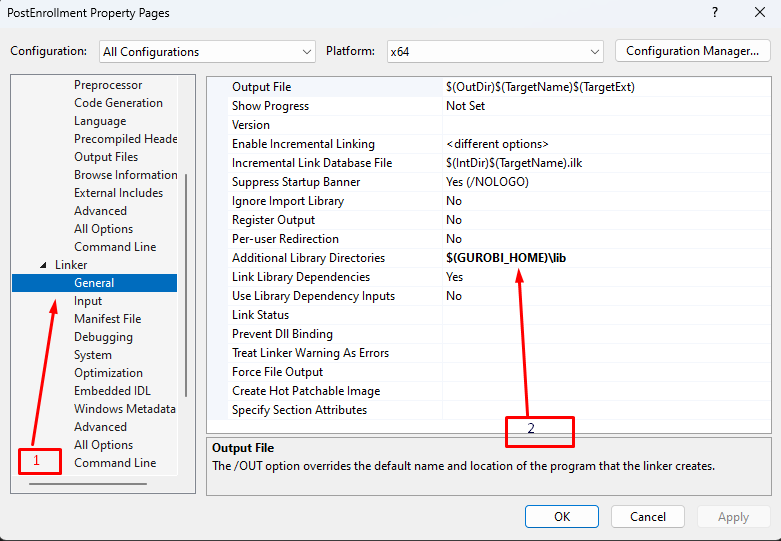 PostEnrollment Property Pages
? 
Configuration: All Configurations Platform: x64 Configuration Manager...
Preprocessor
Code Generation
Language
Precompiled Heade
Output Files
Browse Information
External Includes
Advanced
All Options
Command Line
Linker
General
Input
Manifest File
Debugging
System
Optimization
Embedded IDL
Windows Metadata
Advanced
All Options
Command Line
1
Output File $(OutDir)$(TargetName)$(TargetExt)
Show Progress Not Set
Version
Enable Incremental Linking <different options>
Incremental Link Database File $(IntDir)$(TargetName).ilk
Suppress Startup Banner Yes (/NOLOGO)
Ignore Import Library No
Register Output No
Per-user Redirection No
Additional Library Directories $(GUROBI_HOME)\lib
Link Library Dependencies Yes
Use Library Dependency Inputs No
Link Status
Prevent Dll Binding
Treat Linker Warning As Errors
Force File Output
Create Hot Patchable Image
Specify Section Attributes
2
Output File
The /OUT option overrides the default name and location of the program that the linker creates.
OK Cancel Apply